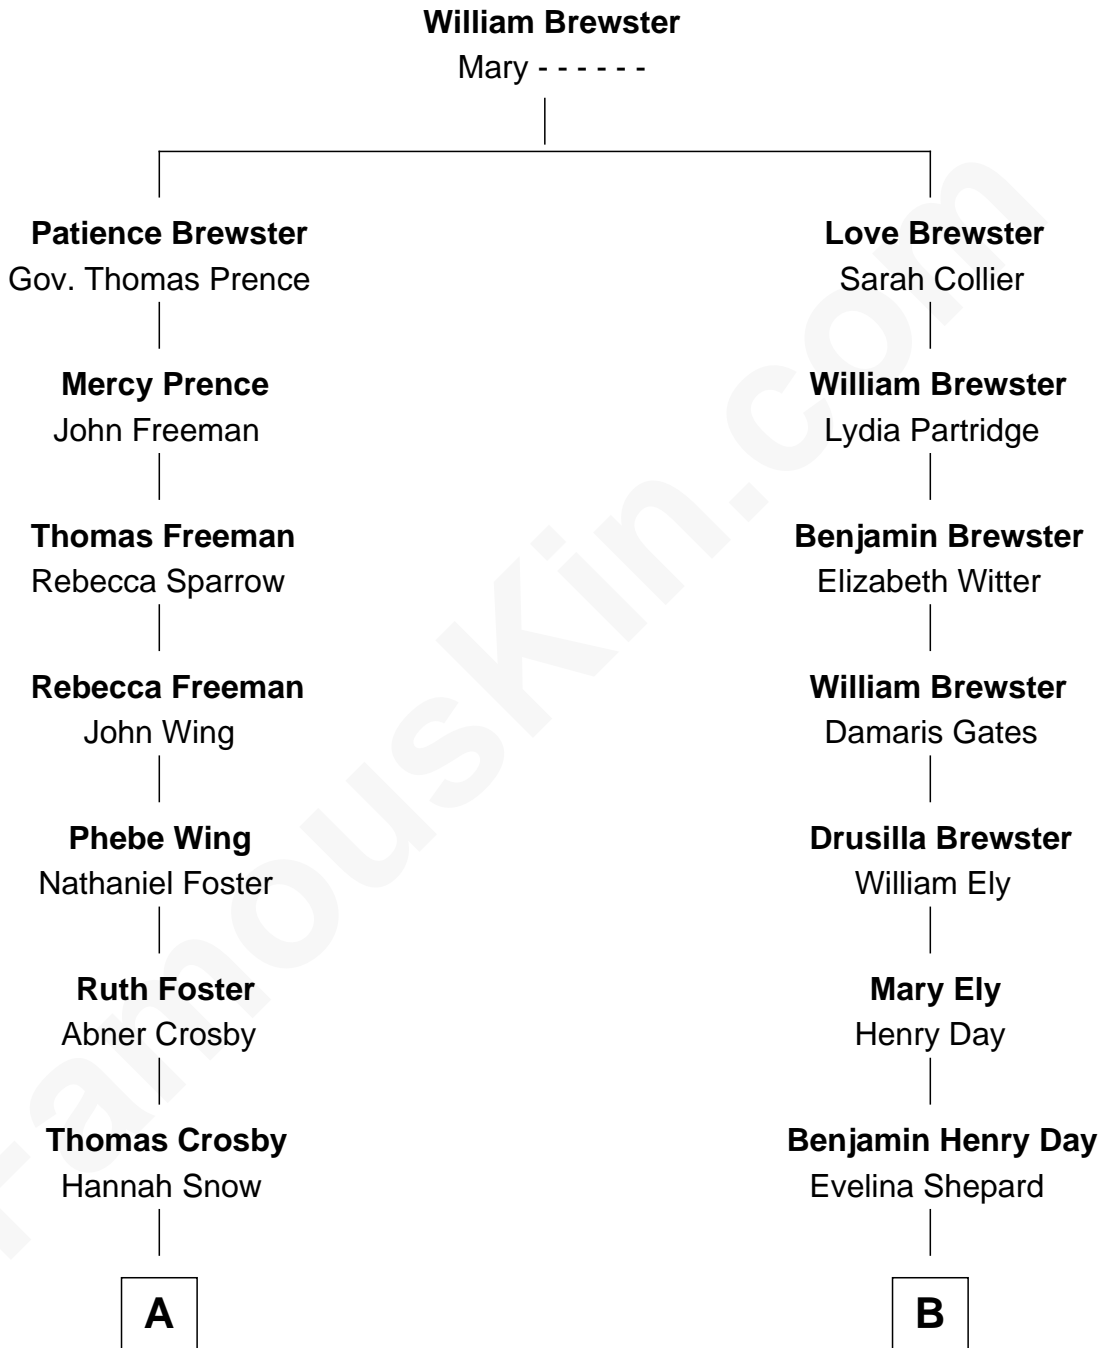 William Brewster
Mary - - - - - -
Patience Brewster
Gov. Thomas Prence
Love Brewster
Sarah Collier
Mercy Prence
John Freeman
William Brewster
Lydia Partridge
Thomas Freeman
Rebecca Sparrow
Benjamin Brewster
Elizabeth Witter
Rebecca Freeman
John Wing
William Brewster
Damaris Gates
Phebe Wing
Nathaniel Foster
Drusilla Brewster
William Ely
Ruth Foster
Abner Crosby
Mary Ely
Henry Day
Thomas Crosby
Hannah Snow
Benjamin Henry Day
Evelina Shepard
A
B
FamousKin.com